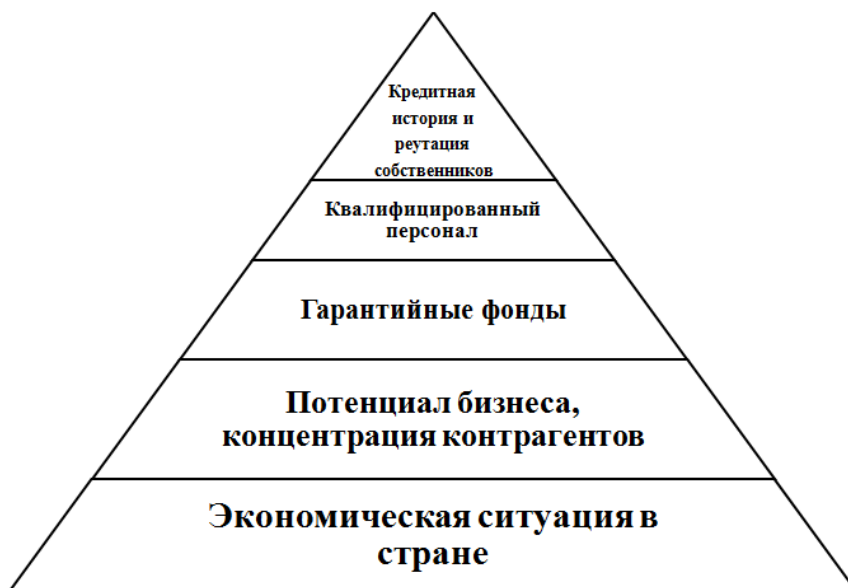 Кредитная
история и
реутация
собственников
Квалифицированный
персонал
Гарантийные фонды
Потенциал бизнеса,
концентрация контрагентов
Экономическая ситуация в
стране